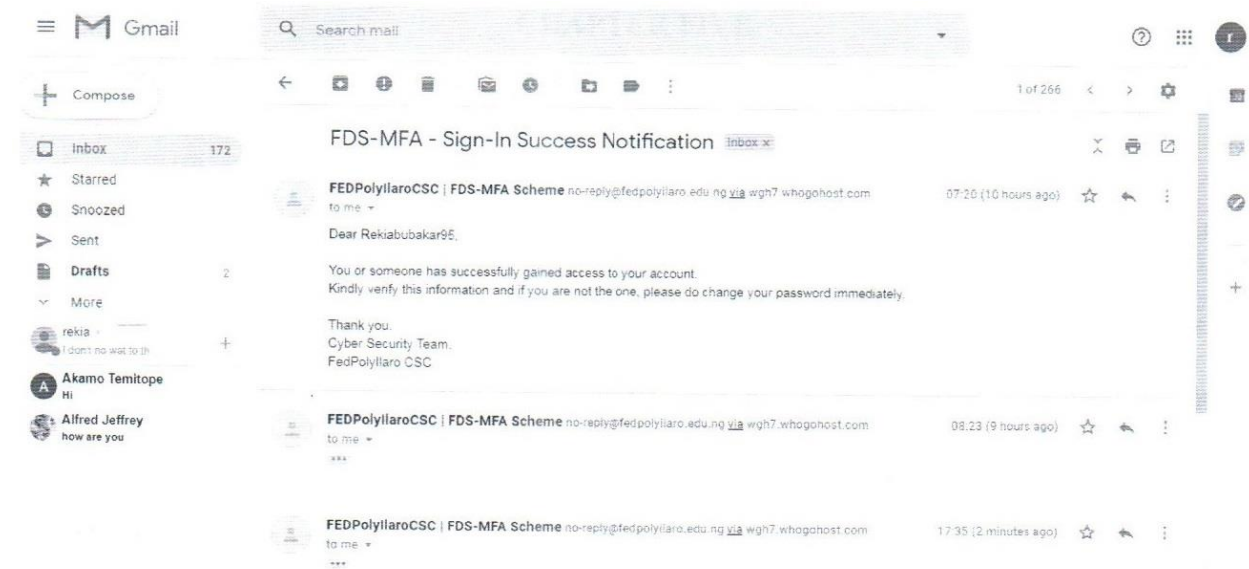 Gmail
Search mail
Compose
1 of 266
Inbox 172
Starred
Snoozed
Sent
Drafts 2
More
rekia
I don't no wat to th
Akamo Temitope
Hi
Alfred Jeffrey
how are you
FDS-MFA - Sign-In Success Notification Inbox x
FEDPolyIlaroCSC | FDS-MFA Scheme no-reply@fedpolyilaro.edu.ng via wgh7.whogohost.com 07:20 (10 hours ago)
to me
Dear Rekiabubakar95,
You or someone has successfully gained access to your account.
Kindly verify this information and if you are not the one, please do change your password immediately.
Thank you.
Cyber Security Team.
FedPolyIlaro CSC
FEDPolyIlaroCSC | FDS-MFA Scheme no-reply@fedpolyilaro.edu.ng via wgh7.whogohost.com 08:23 (9 hours ago)
to me
FEDPolyIlaroCSC | FDS-MFA Scheme no-reply@fedpolyilaro.edu.ng via wgh7.whogohost.com 17:35 (2 minutes ago)
to me